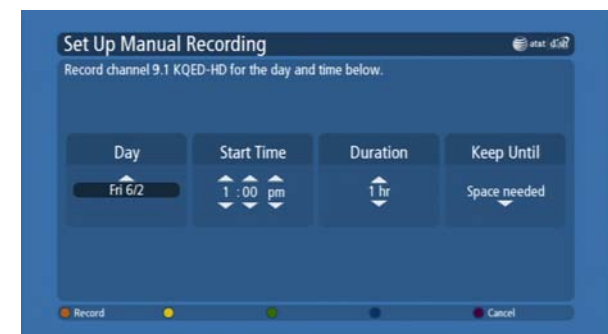 Set Up Manual Recording
at&t dish
Record channel 9.1 KQED-HD for the day and time below.
Day Start Time Duration Keep Until
Fri 6/2 1 : 00 pm 1 hr Space needed
Record Cancel